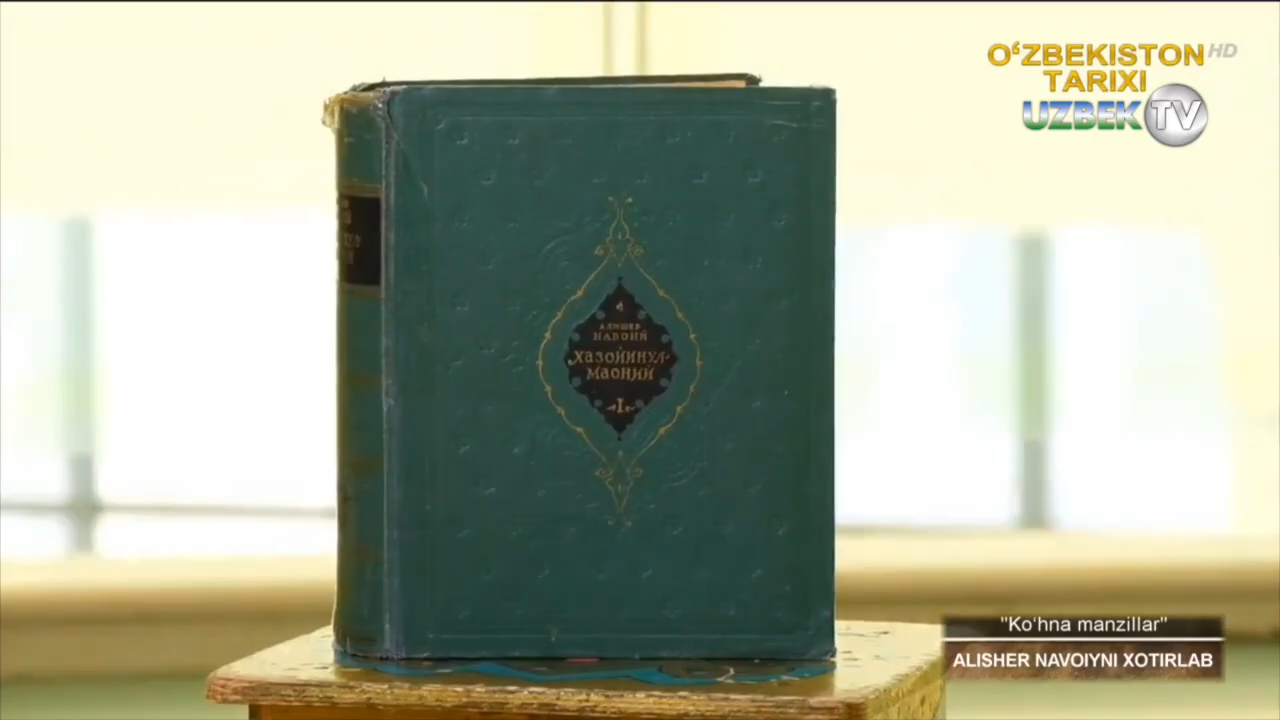 O‘ZBEKISTON HD
TARIXI
UZBEK TV
АЛИШЕР
НАВОИЙ
Хазойинул-
маоний
I
"Ko‘hna manzillar"
ALISHER NAVOIYNI XOTIRLAB